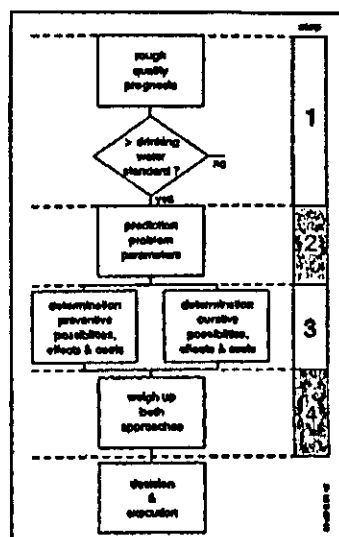 step
rough
quality
prognosis
1
> drinking
water
standard ?
no
yes
prediction
problem
parameters
2
determination
preventive
possibilities,
effects & costs
determination
curative
possibilities,
effects & costs
3
weigh up
both
approaches
4
decision
&
execution